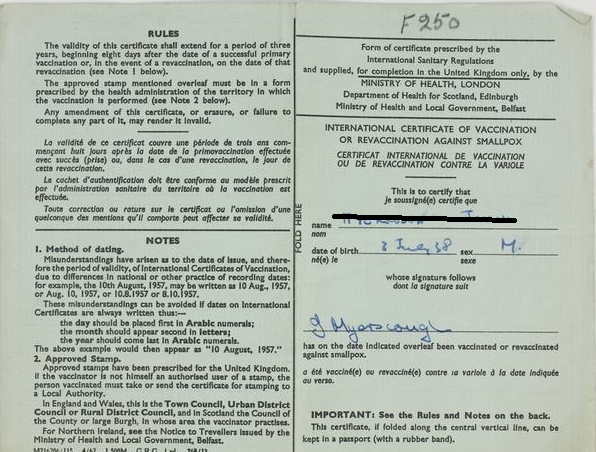 RULES
The validity of this certificate shall extend for a period of three
years, beginning eight days after the date of a successful primary
vaccination or, in the event of a revaccination, on the date of that
revaccination (see Note 1 below).
The approved stamp mentioned overleaf must be in a form
prescribed by the health administration of the territory in which
the vaccination is performed (see Note 2 below).
Any amendment of this certificate, or erasure, or failure to
complete any part of it, may render it invalid.
La validité de ce certificat couvre une période de trois ans com-
mençant huit jours après la date de la primovaccination effectuée
avec succès (prise) ou, dans le cas d'une revaccination, le jour de
cette revaccination.
Le cachet d'authentification doit être conforme au modèle prescrit
par l'administration sanitaire du territoire où la vaccination est
effectuée.
Toute correction ou rature sur le certificat ou l'omission d'une
quelconque des mentions qu'il comporte peut affecter sa validité.
NOTES
1. Method of dating.
Misunderstandings have arisen as to the date of issue, and there-
fore the period of validity, of International Certificates of Vaccination,
due to differences in national or other practice of recording dates:
for example, the 10th August, 1957, may be written as 10 Aug., 1957,
or Aug. 10, 1957, or 10.8.1957 or 8.10.1957.
These misunderstandings can be avoided if dates on International
Certificates are always written thus:—
the day should be placed first in Arabic numerals;
the month should appear second in letters;
the year should come last in Arabic numerals.
The above example would then appear as "10 August, 1957."
2. Approved Stamp.
Approved stamps have been prescribed for the United Kingdom.
If the vaccinator is not himself an authorised user of a stamp, the
person vaccinated must take or send the certificate for stamping to
a Local Authority.
In England and Wales, this is the Town Council, Urban District
Council or Rural District Council, and in Scotland the Council of
the County or large Burgh, in whose area the vaccinator practises.
For Northern Ireland, see the Notice to Travellers issued by the
Ministry of Health and Local Government, Belfast.
FOLD HERE
F250
Form of certificate prescribed by the
International Sanitary Regulations
and supplied, for completion in the United Kingdom only, by the
MINISTRY OF HEALTH, LONDON
Department of Health for Scotland, Edinburgh
Ministry of Health and Local Government, Belfast
INTERNATIONAL CERTIFICATE OF VACCINATION
OR REVACCINATION AGAINST SMALLPOX
CERTIFICAT INTERNATIONAL DE VACCINATION
OU DE REVACCINATION CONTRE LA VARIOLE
This is to certify that
je soussigné(e) certifie que
name
nom
date of birth 3 July 38 sex M.
né(e) le sexe
whose signature follows
dont la signature suit
J Myerscough
has on the date indicated overleaf been vaccinated or revaccinated
against smallpox.
a été vacciné(e) ou revacciné(e) contre la variole à la date indiquée
au verso.
IMPORTANT: See the Rules and Notes on the back.
This certificate, if folded along the central vertical line, can be
kept in a passport (with a rubber band).